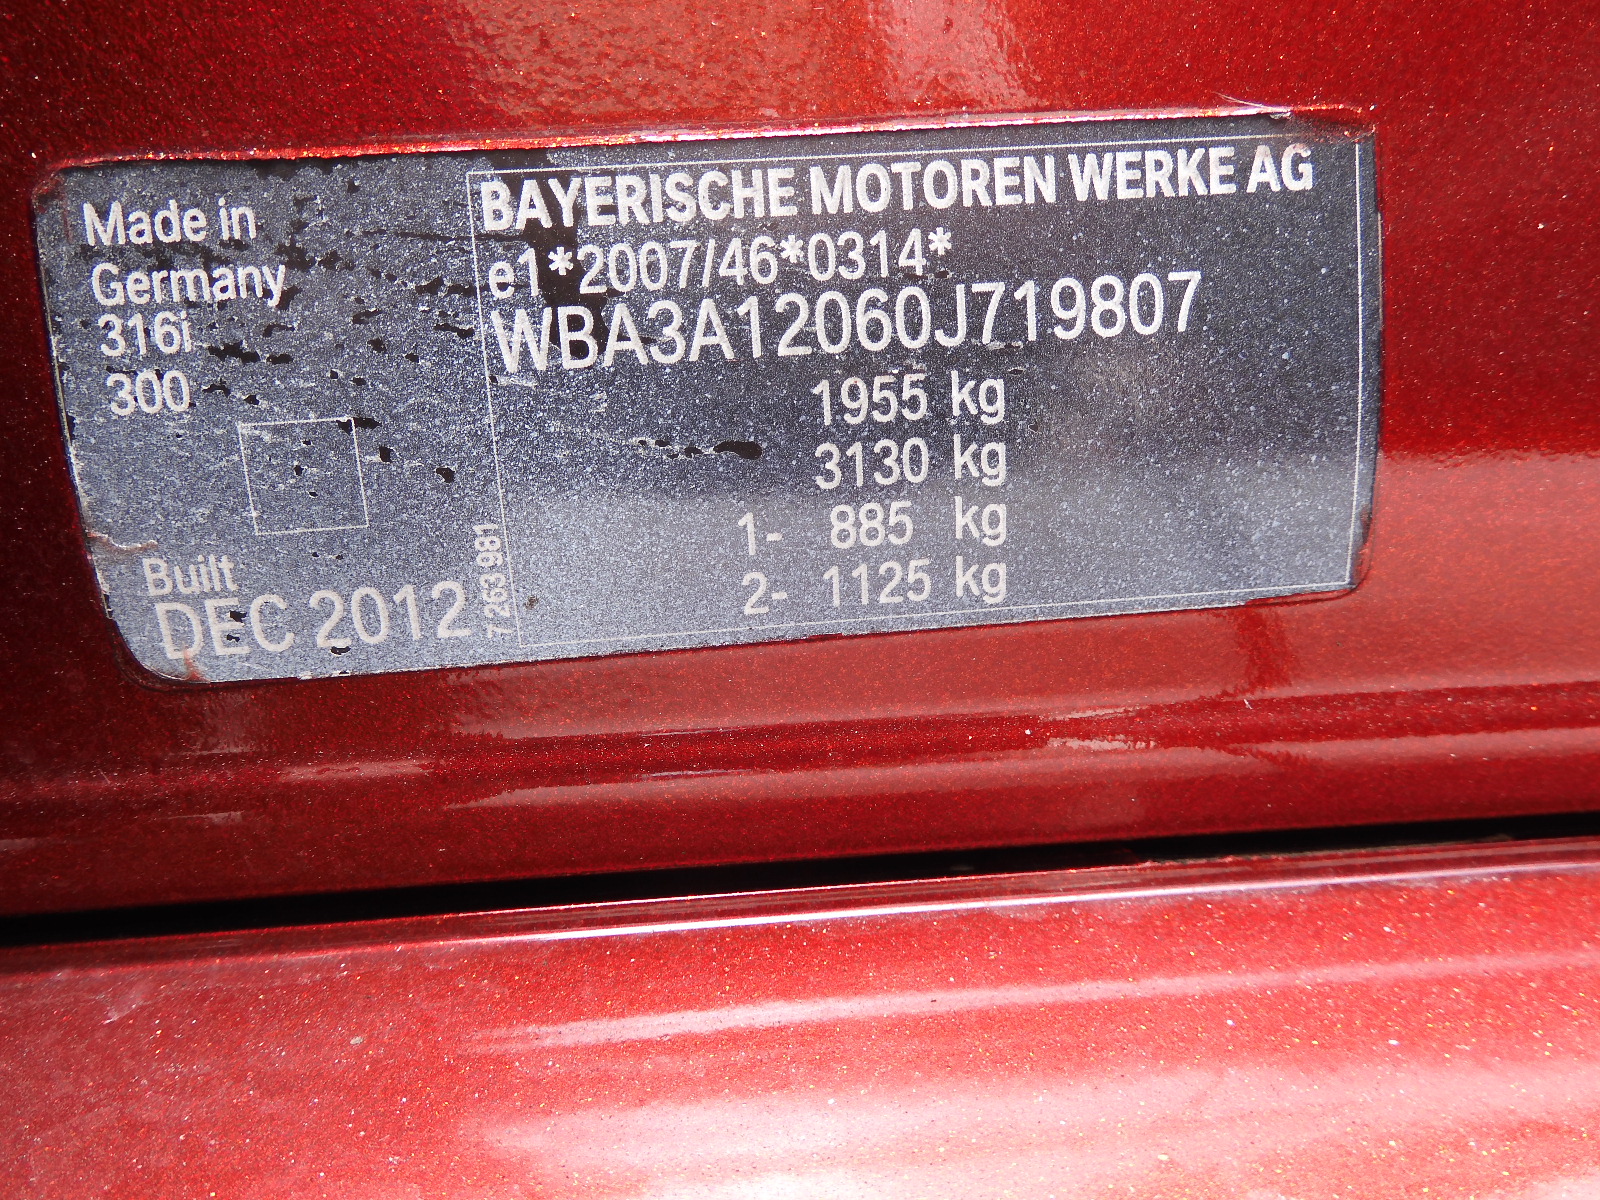 Made in
Germany
316i
300
Built
DEC 2012
7 263 981
BAYERISCHE MOTOREN WERKE AG
e1*2007/46*0314*
WBA3A12060J719807
1955 kg
3130 kg
1- 885 kg
2- 1125 kg